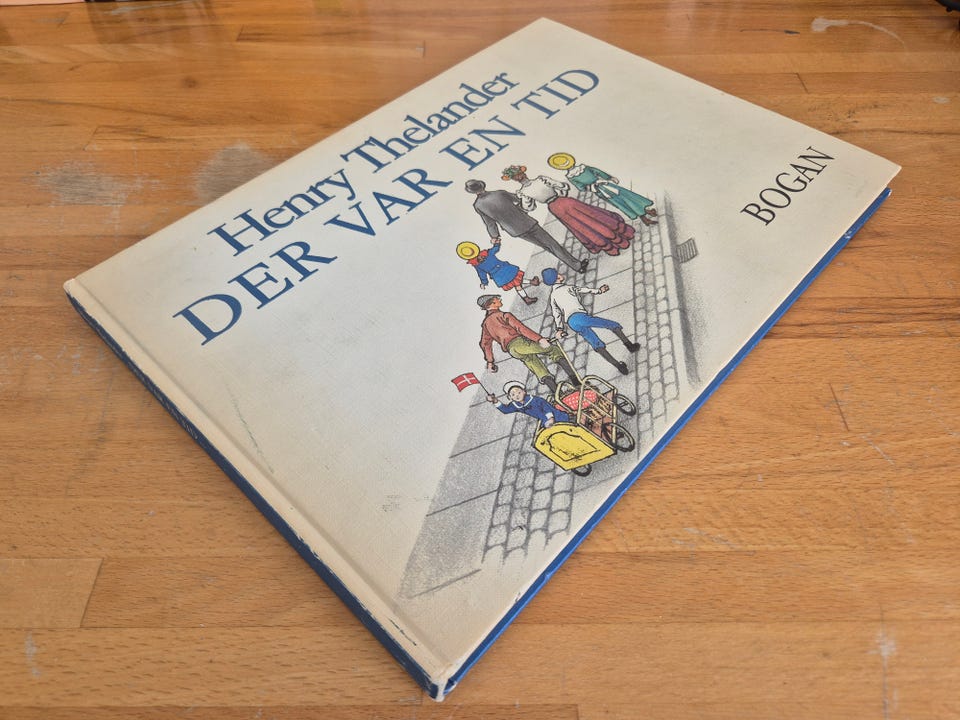 Henry Thelander
DER VAR EN TID
BOGAN